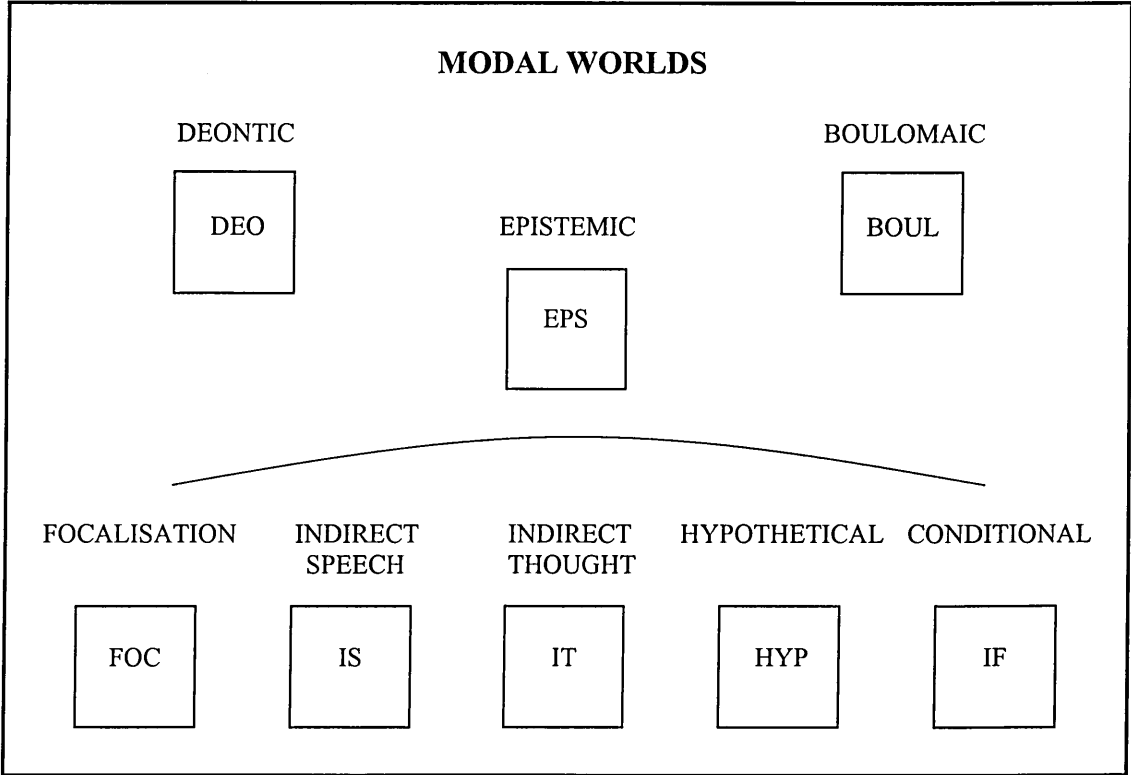 MODAL WORLDS
DEONTIC
BOULOMAIC
DEO
EPISTEMIC
BOUL
EPS
FOCALISATION
INDIRECT
SPEECH
INDIRECT
THOUGHT
HYPOTHETICAL
CONDITIONAL
FOC
IS
IT
HYP
IF